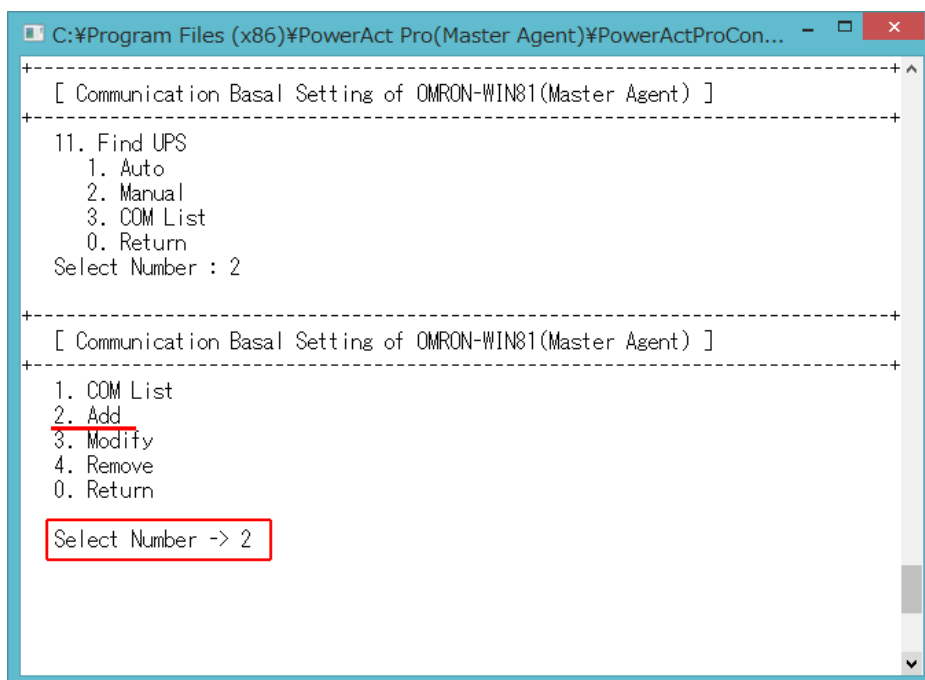 C:¥Program Files (x86)¥PowerAct Pro(Master Agent)¥PowerActProCon...
+------------------------------------------------------------------------------+
[ Communication Basal Setting of OMRON-WIN81(Master Agent) ]
+------------------------------------------------------------------------------+
11. Find UPS
1. Auto
2. Manual
3. COM List
0. Return
Select Number : 2
+------------------------------------------------------------------------------+
[ Communication Basal Setting of OMRON-WIN81(Master Agent) ]
+------------------------------------------------------------------------------+
1. COM List
2. Add
3. Modify
4. Remove
0. Return
Select Number -> 2